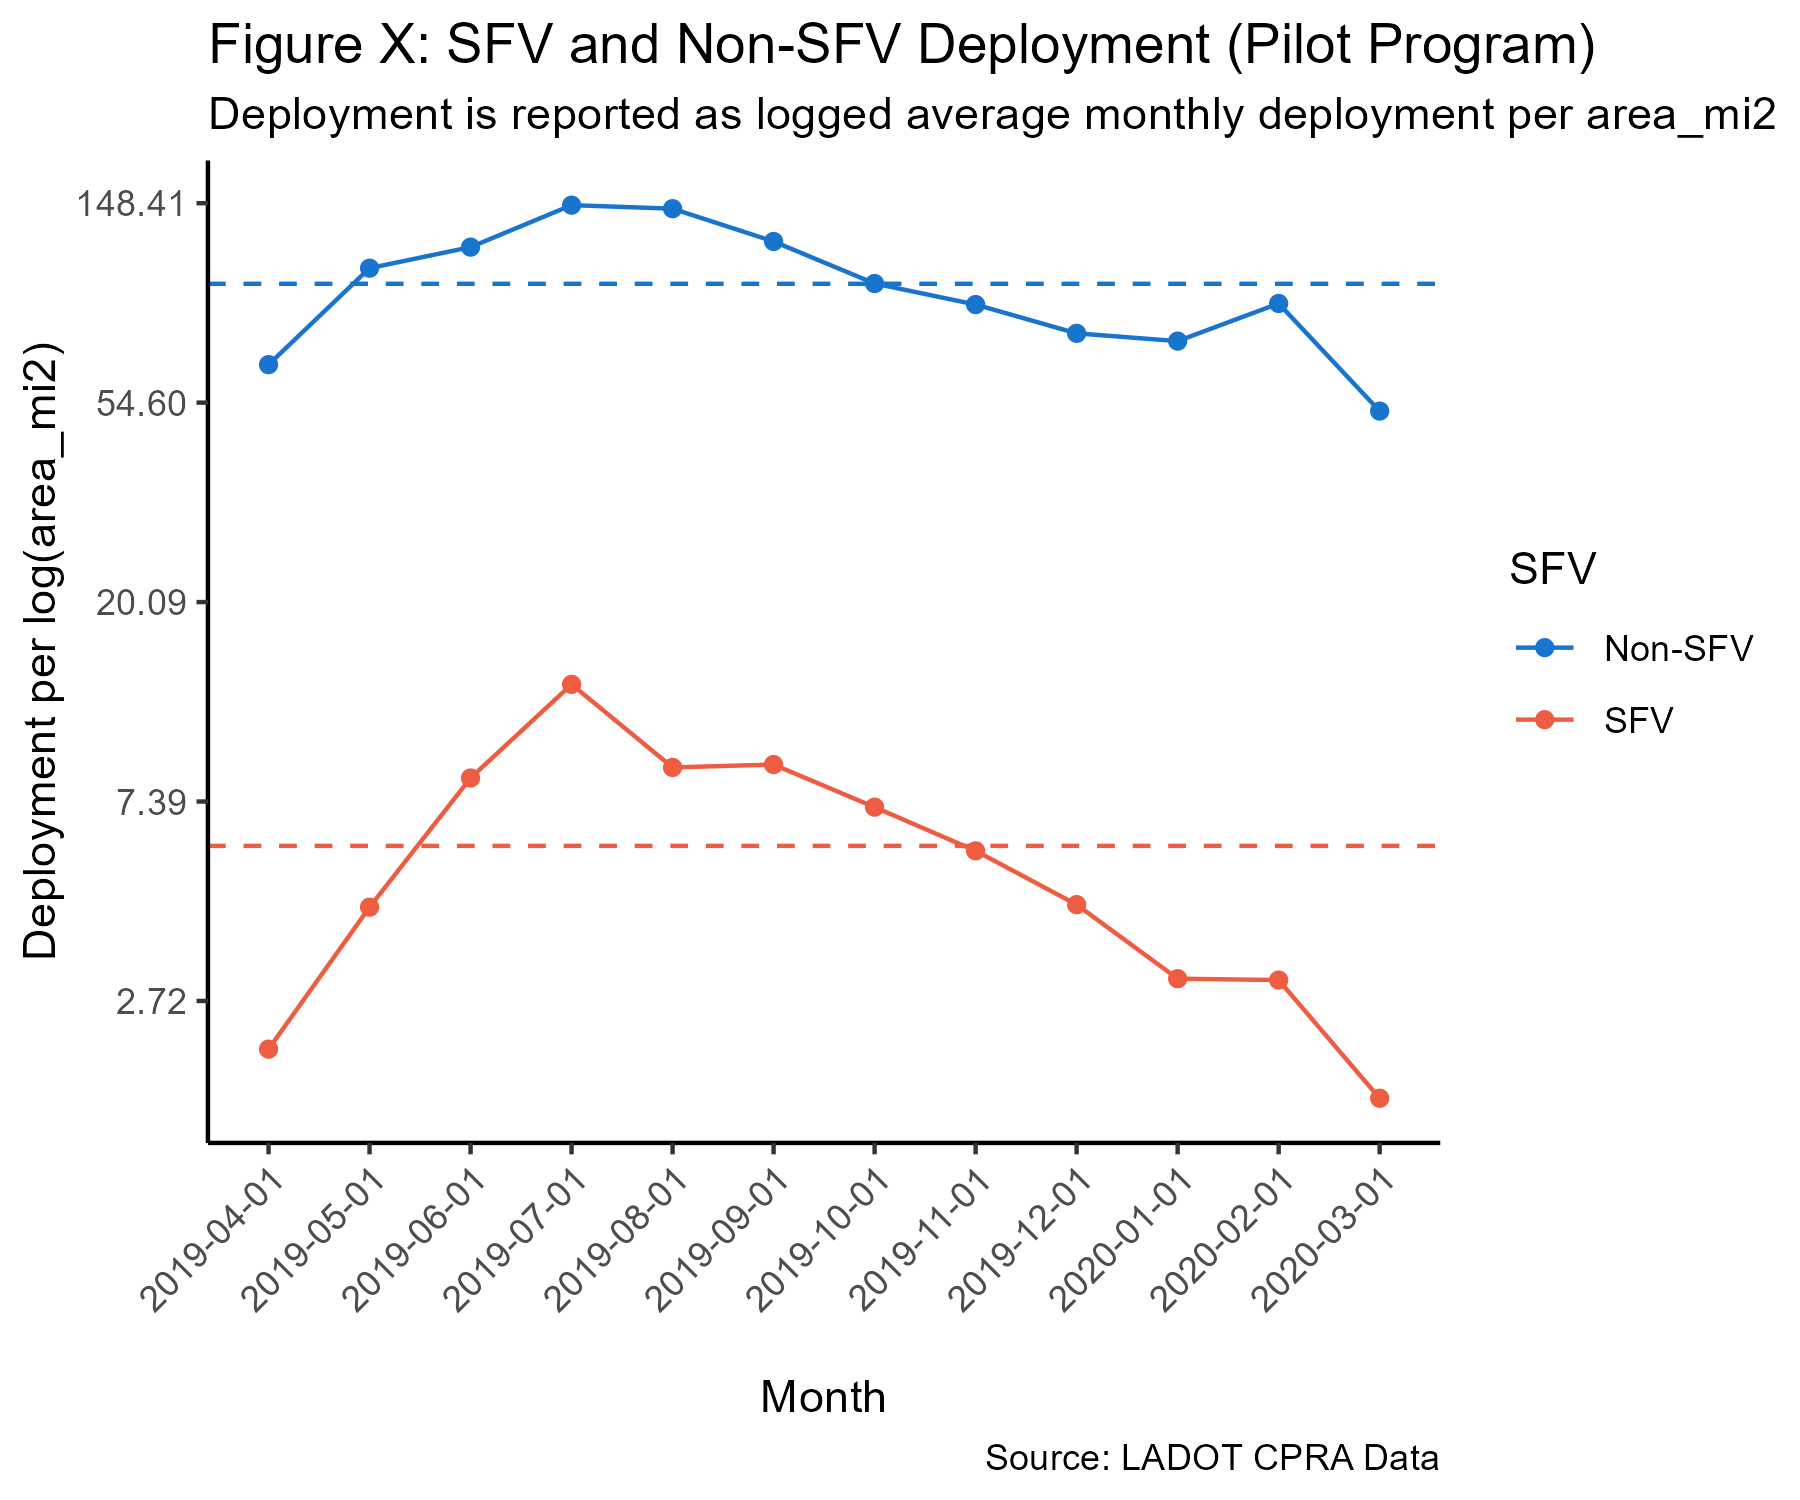 Figure X: SFV and Non-SFV Deployment (Pilot Program)
Deployment is reported as logged average monthly deployment per area_mi2
Deployment per log(area_mi2)
148.41
54.60
20.09
7.39
2.72
2019-04-01
2019-05-01
2019-06-01
2019-07-01
2019-08-01
2019-09-01
2019-10-01
2019-11-01
2019-12-01
2020-01-01
2020-02-01
2020-03-01
Month
SFV
Non-SFV
SFV
Source: LADOT CPRA Data